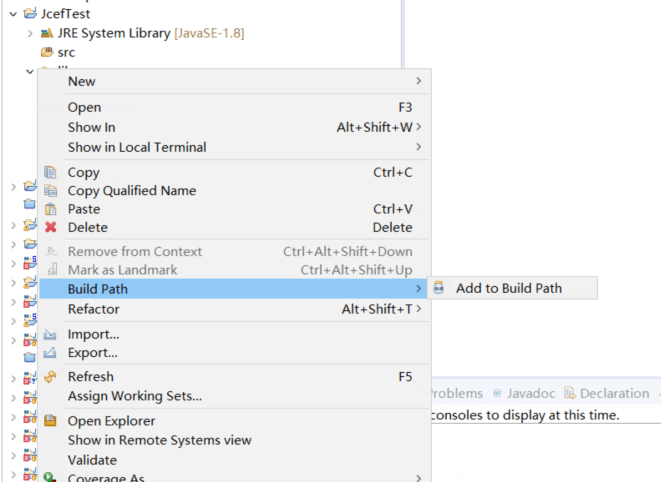 JcefTest
JRE System Library [JavaSE-1.8]
src
New
Open F3
Show In Alt+Shift+W
Show in Local Terminal
Copy Ctrl+C
Copy Qualified Name
Paste Ctrl+V
Delete Delete
Remove from Context Ctrl+Alt+Shift+Down
Mark as Landmark Ctrl+Alt+Shift+Up
Build Path Add to Build Path
Refactor Alt+Shift+T
Import...
Export...
Refresh F5
Problems @ Javadoc Declaration
Assign Working Sets...
consoles to display at this time.
Open Explorer
Show in Remote Systems view
Validate
Coverage As